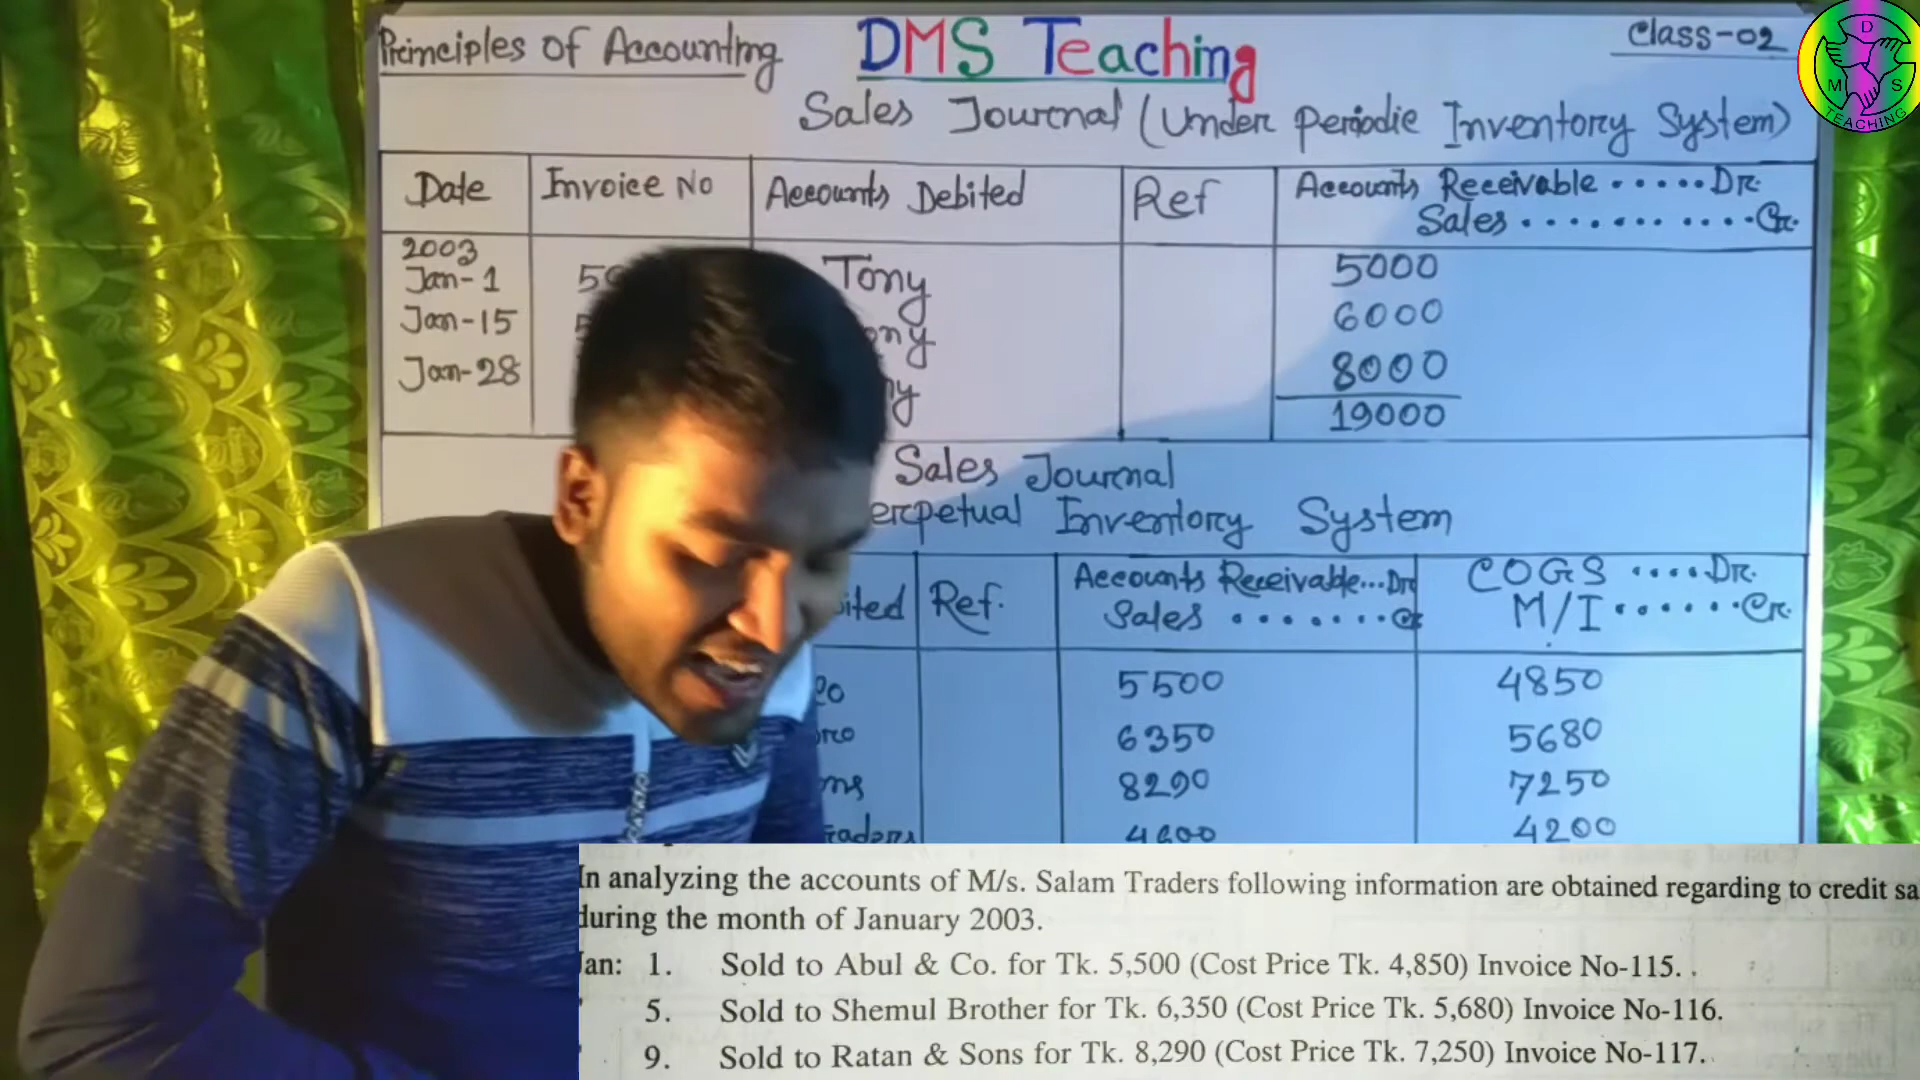 Principles of Accounting
DMS Teaching
Class-02
D
M S
TEACHING
Sales Journal (Under Periodic Inventory System)
Date Invoice No Accounts Debited Ref Accounts Receivable ..... Dr.
Sales ........... Cr.
2003
Jan-1 Tony 5000
Jan-15 6000
Jan-28 8000
19000
Sales Journal
Inventory System
Ref. Accounts Receivable...Dr
Sales ....... Cr
COGS .... Dr.
M/I ...... Cr.
5500 4850
6350 5680
8290 7250
4600 4200
In analyzing the accounts of M/s. Salam Traders following information are obtained regarding to credit sa
during the month of January 2003.
Jan: 1. Sold to Abul & Co. for Tk. 5,500 (Cost Price Tk. 4,850) Invoice No-115.
5. Sold to Shemul Brother for Tk. 6,350 (Cost Price Tk. 5,680) Invoice No-116.
9. Sold to Ratan & Sons for Tk. 8,290 (Cost Price Tk. 7,250) Invoice No-117.